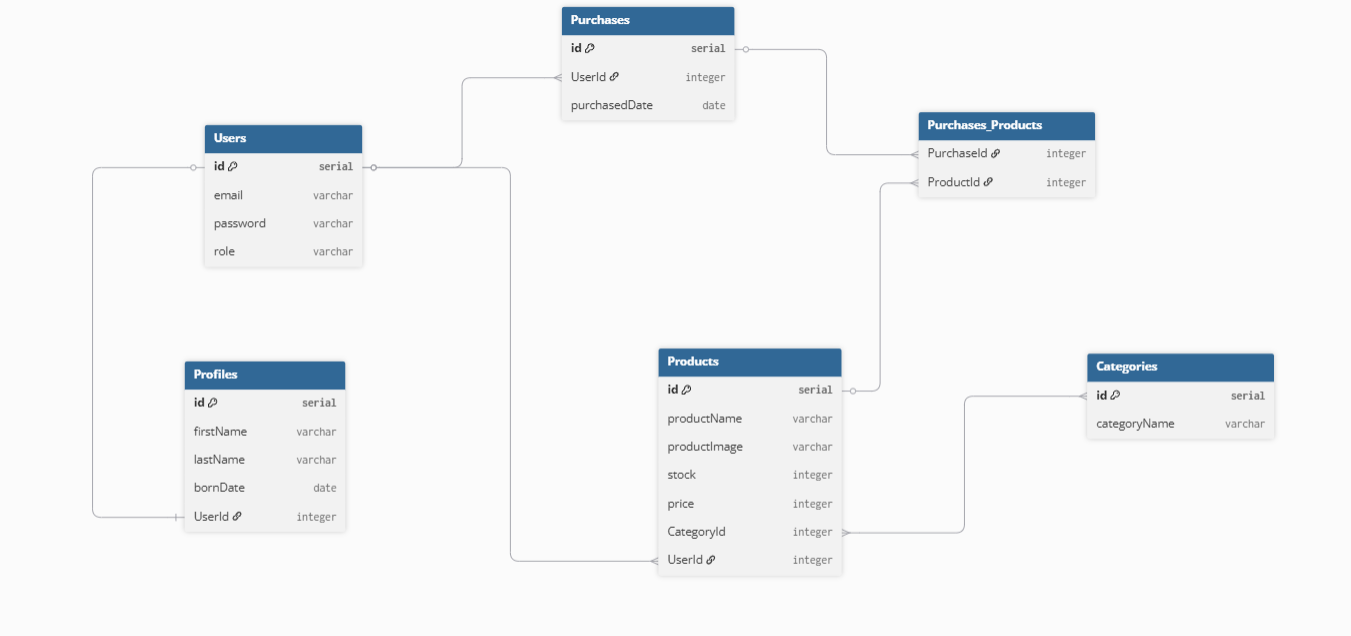 Purchases
id serial
UserId integer
purchasedDate date
Purchases_Products
PurchaseId integer
ProductId integer
Users
id serial
email varchar
password varchar
role varchar
Profiles
id serial
firstName varchar
lastName varchar
bornDate date
UserId integer
Products
id serial
productName varchar
productImage varchar
stock integer
price integer
CategoryId integer
UserId integer
Categories
id serial
categoryName varchar